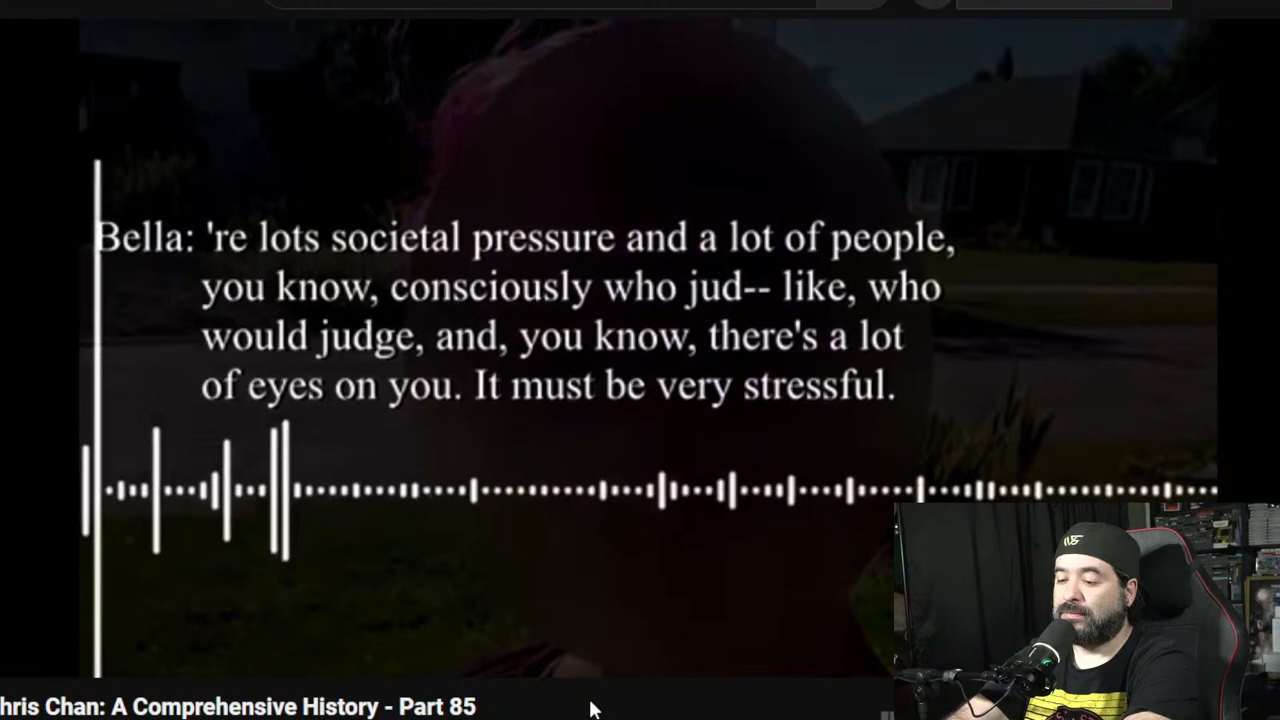 Bella: 're lots societal pressure and a lot of people,
you know, consciously who jud-- like, who
would judge, and, you know, there's a lot
of eyes on you. It must be very stressful.
hris Chan: A Comprehensive History - Part 85